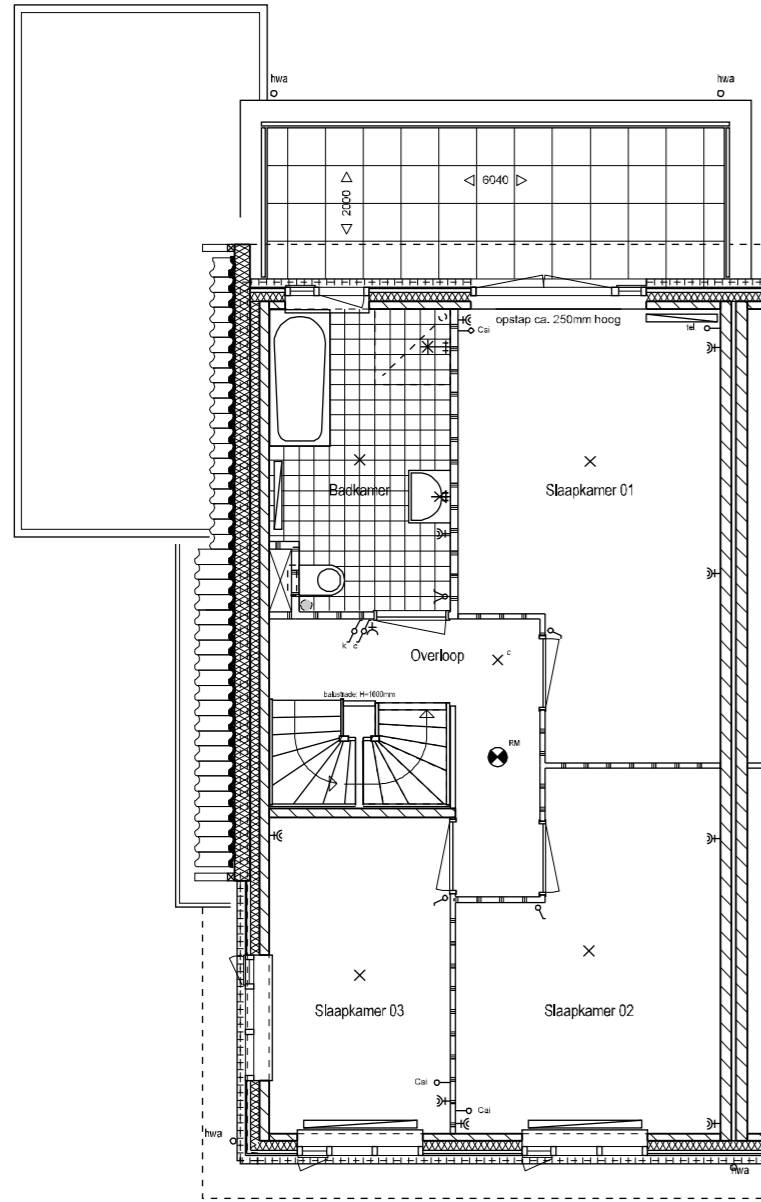 hwa
hwa
6040
2000
opstap ca. 250mm hoog
Cai
tel
Badkamer
Slaapkamer 01
k c
Overloop
c
balustrade; H=1000mm
RM
Slaapkamer 03
Slaapkamer 02
Cai
Cai
hwa
hwa